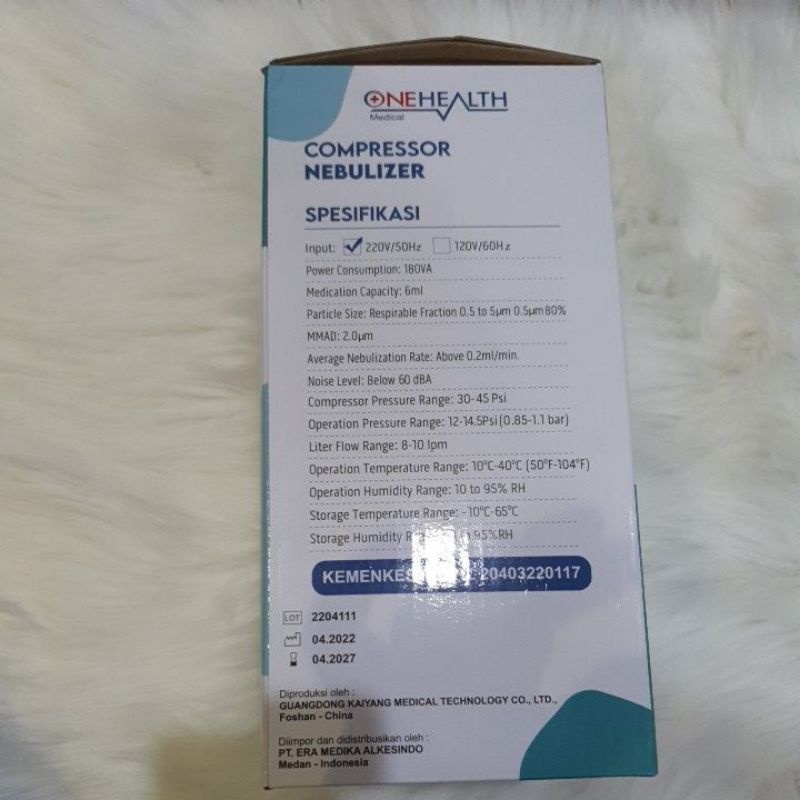 ONEHEALTH
Medical
COMPRESSOR
NEBULIZER
SPESIFIKASI
Input: 220V/50Hz 120V/60Hz
Power Consumption: 180VA
Medication Capacity: 6ml
Particle Size: Respirable Fraction 0.5 to 5µm 0.5µm80%
MMAD: 2.0µm
Average Nebulization Rate: Above 0.2ml/min.
Noise Level: Below 60 dBA
Compressor Pressure Range: 30-45 Psi
Operation Pressure Range: 12-14.5Psi(0.85-1.1 bar)
Liter Flow Range: 8-10 lpm
Operation Temperature Range: 10°C-40°C (50°F-104°F)
Operation Humidity Range: 10 to 95% RH
Storage Temperature Range: -10°C-65°C
Storage Humidity 95%RH
KEMENKES 20403220117
LOT 2204111
04.2022
04.2027
Diproduksi oleh :
GUANGDONG KAIYANG MEDICAL TECHNOLOGY CO., LTD.,
Foshan - China
Diimpor dan didistribusikan oleh :
PT. ERA MEDIKA ALKESINDO
Medan - Indonesia